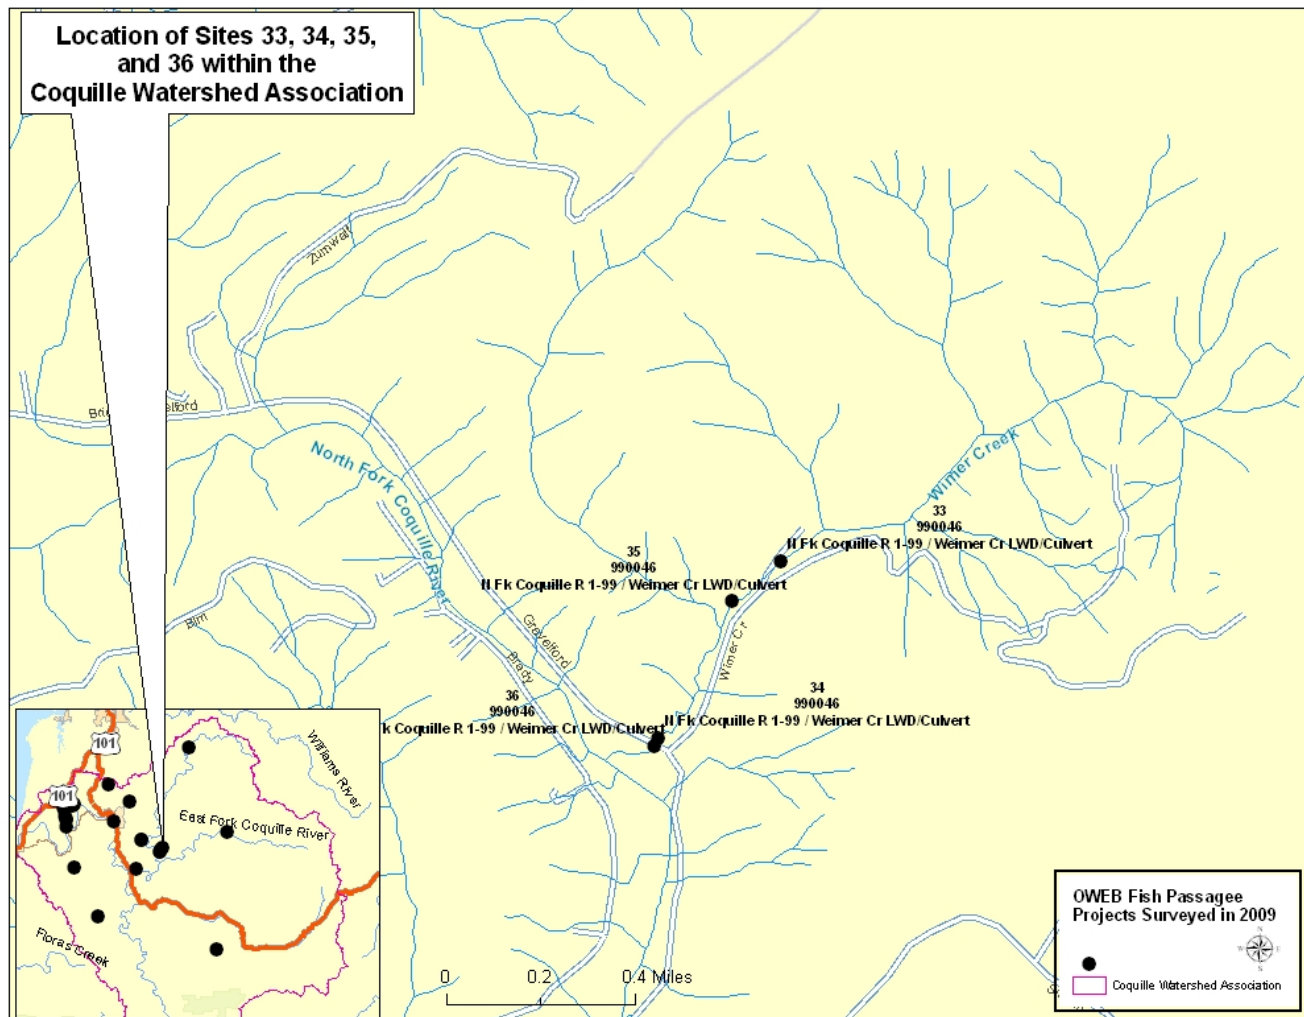 Location of Sites 33, 34, 35,
and 36 within the
Coquille Watershed Association
Zumwalt
North Fork Coquille River
Wimer Creek
33
990046
N Fk Coquille R 1-99 / Weimer Cr LWD/Culvert
35
990046
N Fk Coquille R 1-99 / Weimer Cr LWD/Culvert
Gravelford
Brady
Elm
Wimer Cr
34
990046
N Fk Coquille R 1-99 / Weimer Cr LWD/Culvert
36
990046
k Coquille R 1-99 / Weimer Cr LWD/Culvert
101
101
Williams River
East Fork Coquille River
Floras Creek
0 0.2 0.4 Miles
OWEB Fish Passagee
Projects Surveyed in 2009
N
W E
S
Coquille Watershed Association